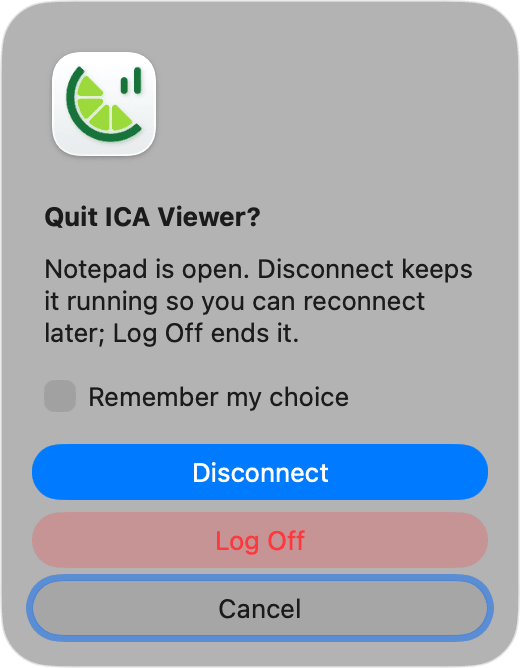 Quit ICA Viewer?
Notepad is open. Disconnect keeps
it running so you can reconnect
later; Log Off ends it.
Remember my choice
Disconnect
Log Off
Cancel